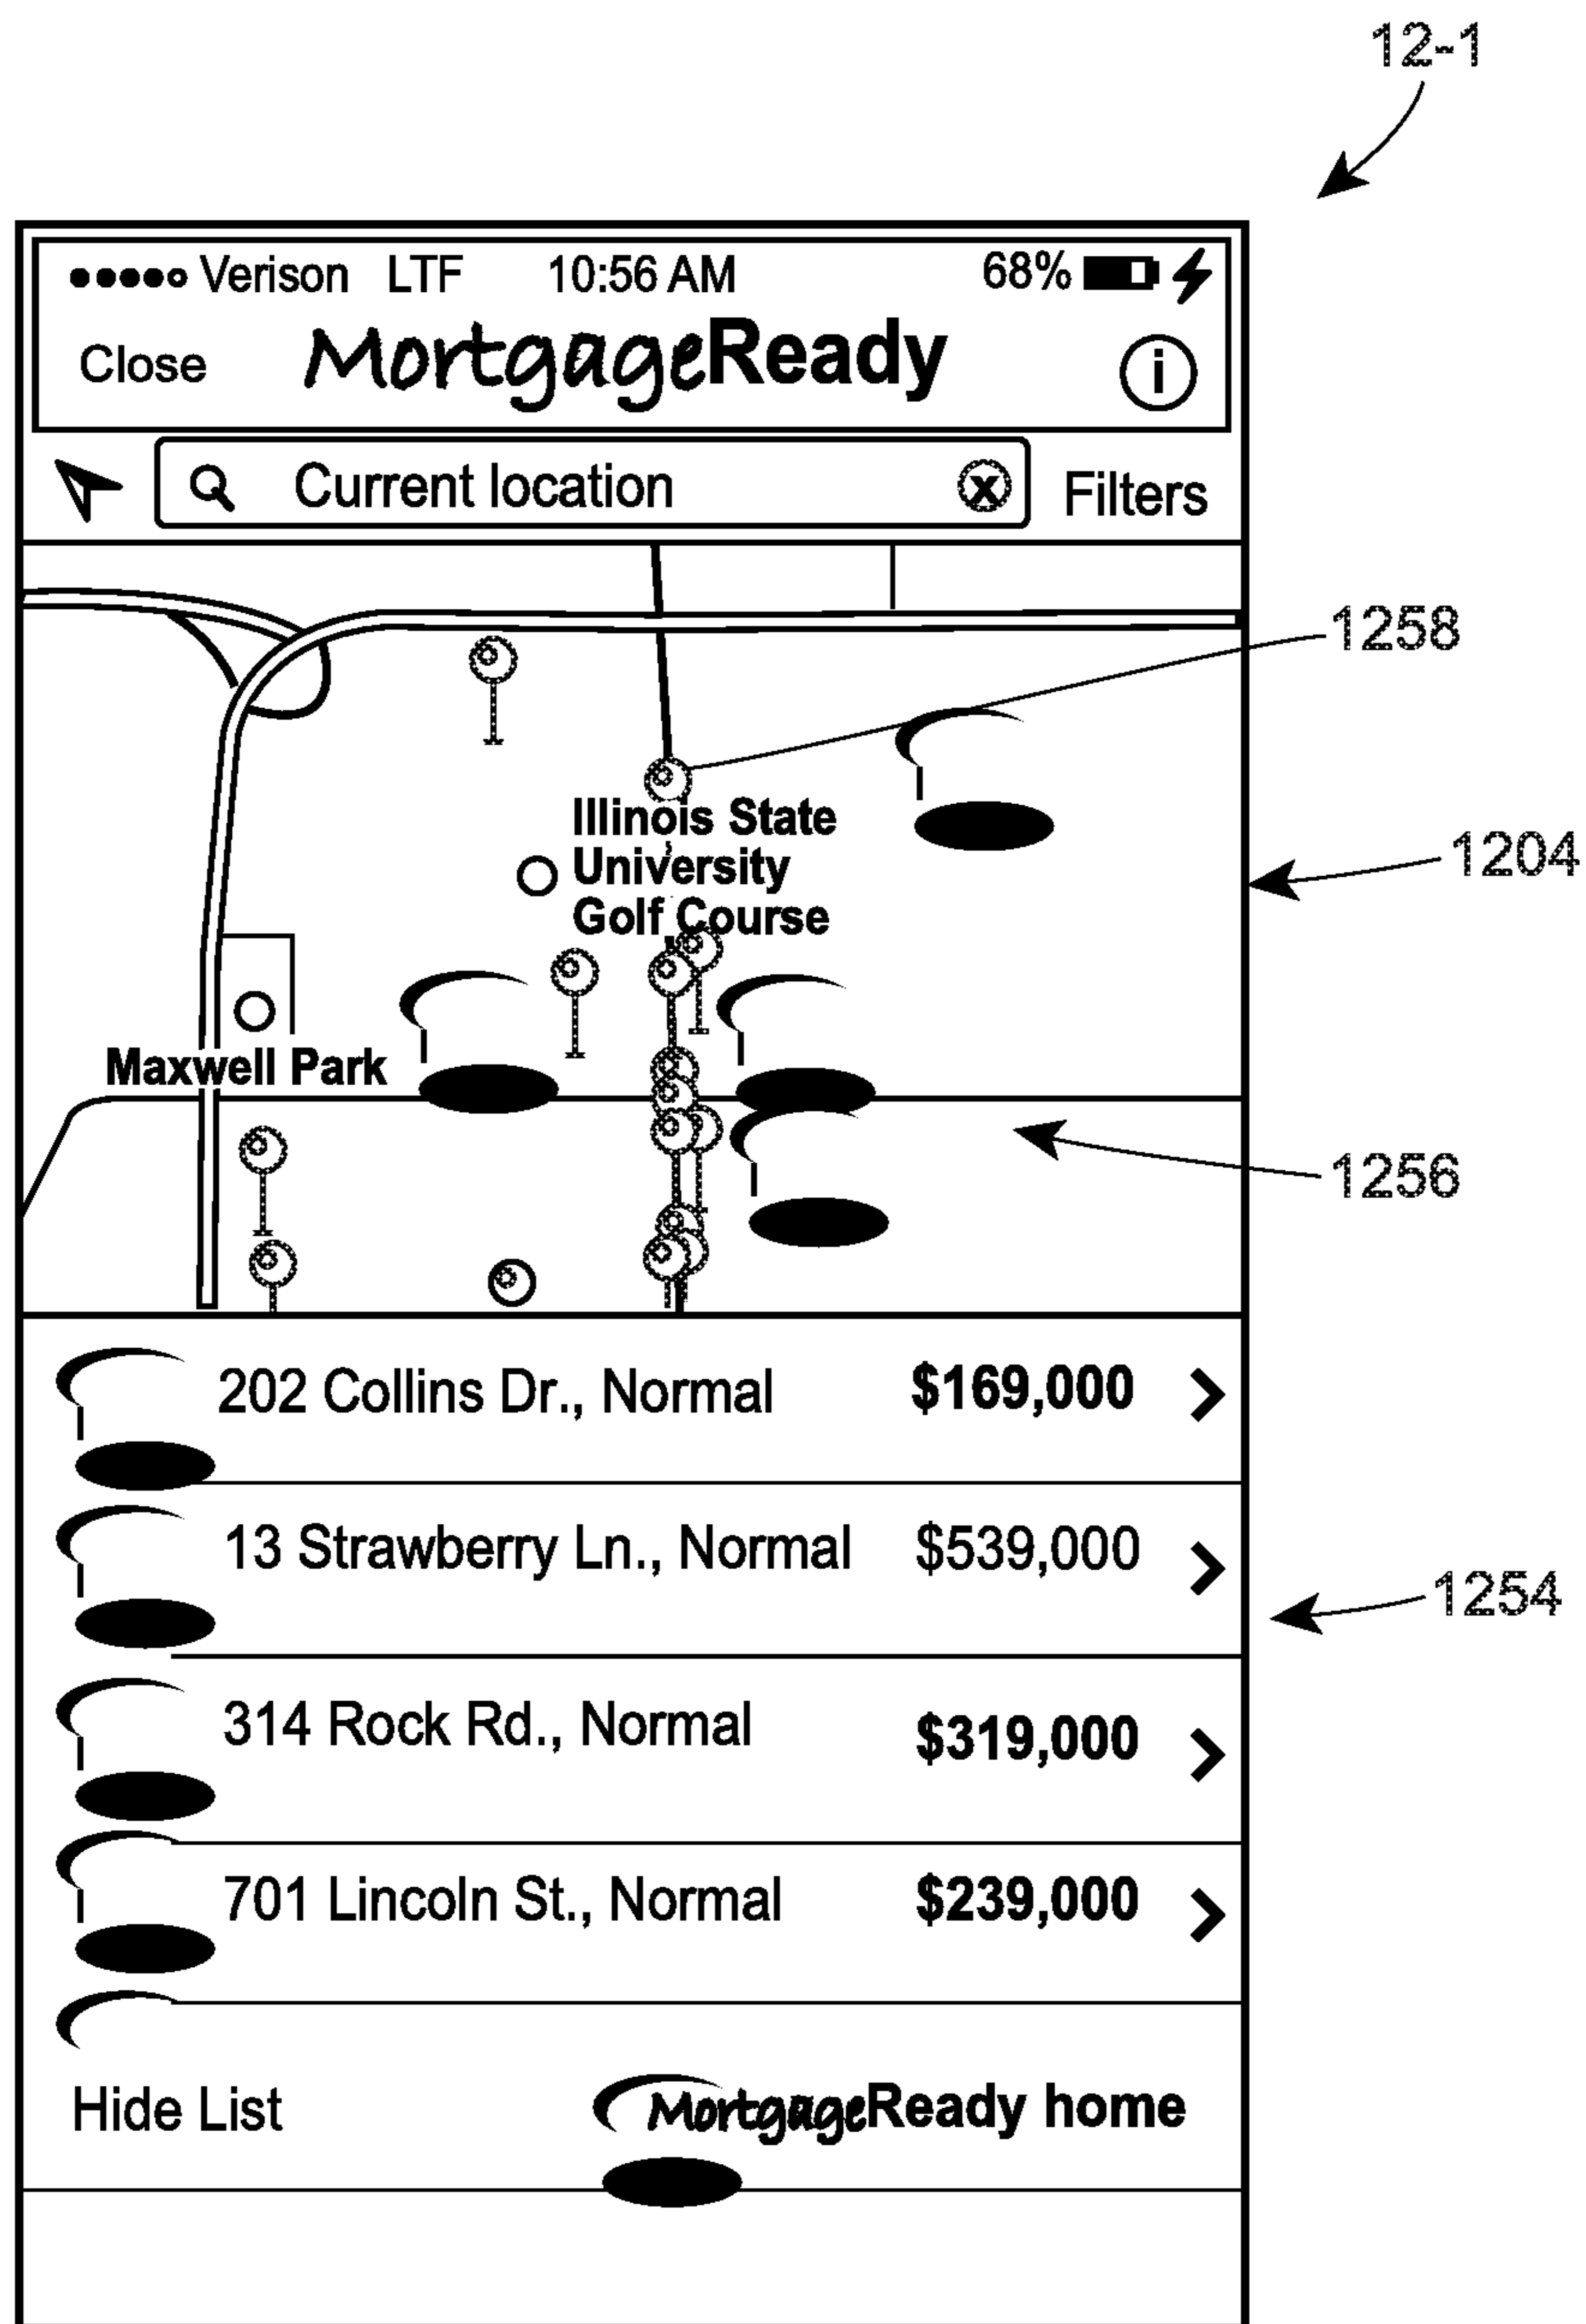 12-1
Verison LTF 10:56 AM 68%
Close MortgageReady i
Current location x Filters
1258
Illinois State
University
Golf Course
1204
Maxwell Park
1256
202 Collins Dr., Normal $169,000
13 Strawberry Ln., Normal $539,000
1254
314 Rock Rd., Normal $319,000
701 Lincoln St., Normal $239,000
Hide List MortgageReady home